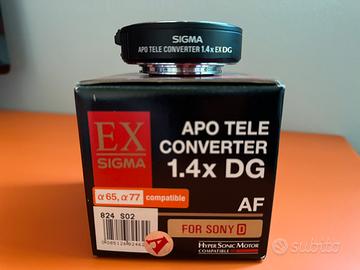 SIGMA
APO TELE CONVERTER 1.4x EX DG
EX
SIGMA
APO TELE
CONVERTER
1.4x DG
α65, α77 compatible
AF
824 S02
FOR SONY D
HYPER SONIC MOTOR
COMPATIBLE
subito